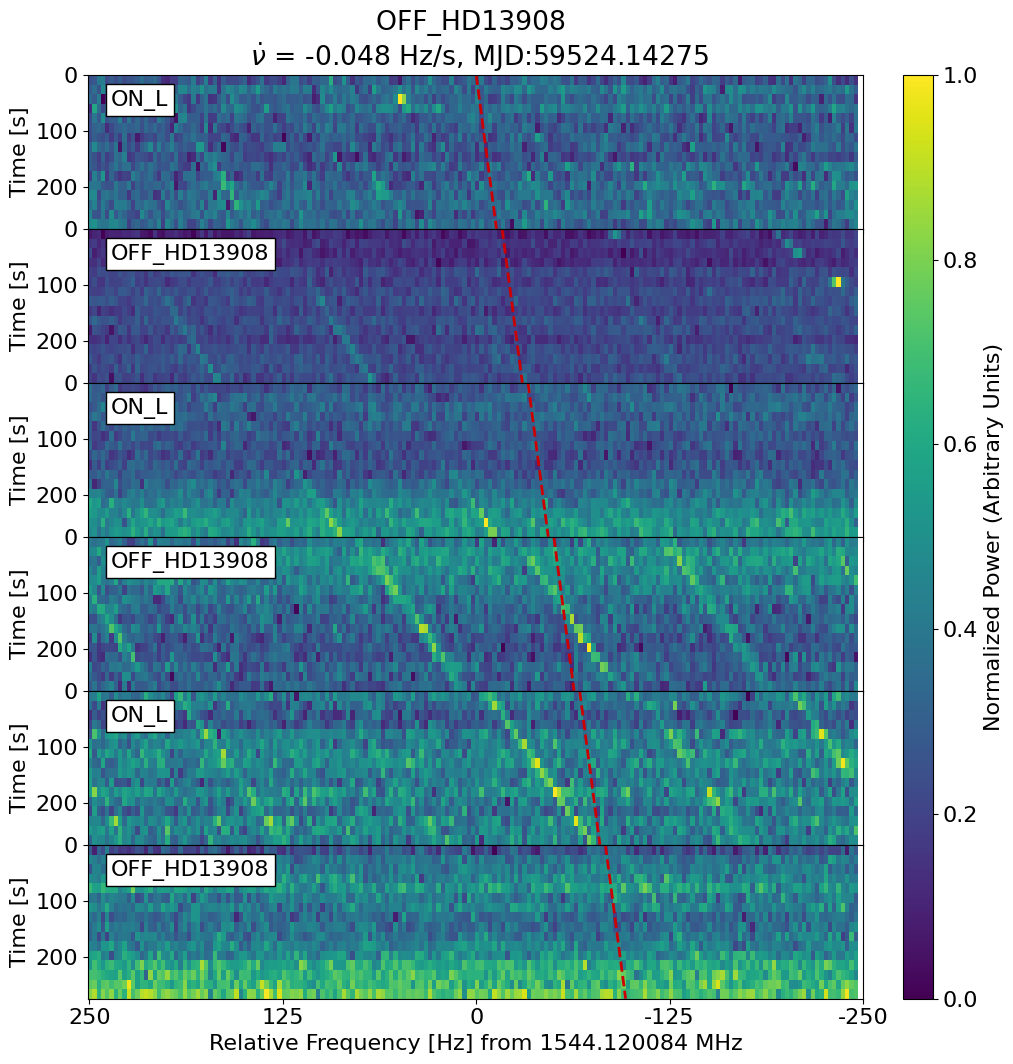 OFF_HD13908
ν̇ = -0.048 Hz/s, MJD:59524.14275
0
ON_L
100
200
Time [s]
0
OFF_HD13908
100
200
Time [s]
0
ON_L
100
200
Time [s]
0
OFF_HD13908
100
200
Time [s]
0
ON_L
100
200
Time [s]
0
OFF_HD13908
100
200
Time [s]
250 125 0 -125 -250
Relative Frequency [Hz] from 1544.120084 MHz
1.0
0.8
0.6
0.4
0.2
0.0
Normalized Power (Arbitrary Units)